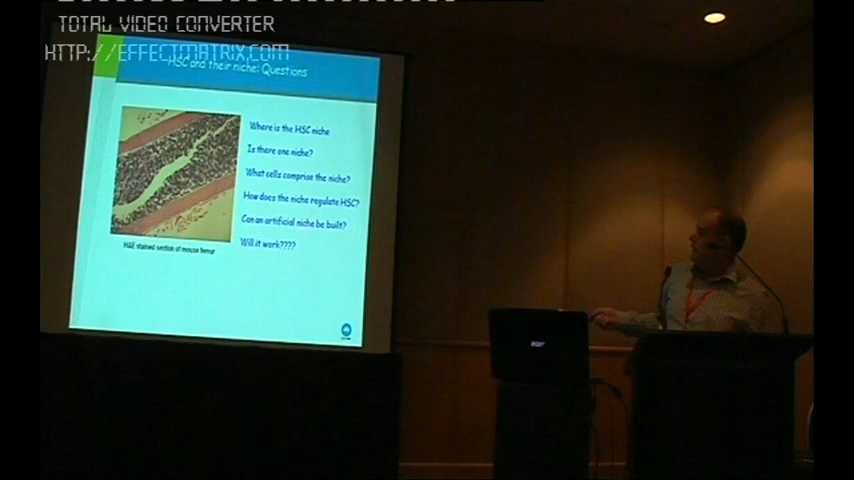 TOTAL VIDEO CONVERTER
HTTP://EFFECTMATRIX.COM
HSC and their niche: Questions
Where is the HSC niche
Is there one niche?
What cells comprise the niche?
How does the niche regulate HSC?
Can an artificial niche be built?
Will it work????
H&E stained section of mouse femur
acer